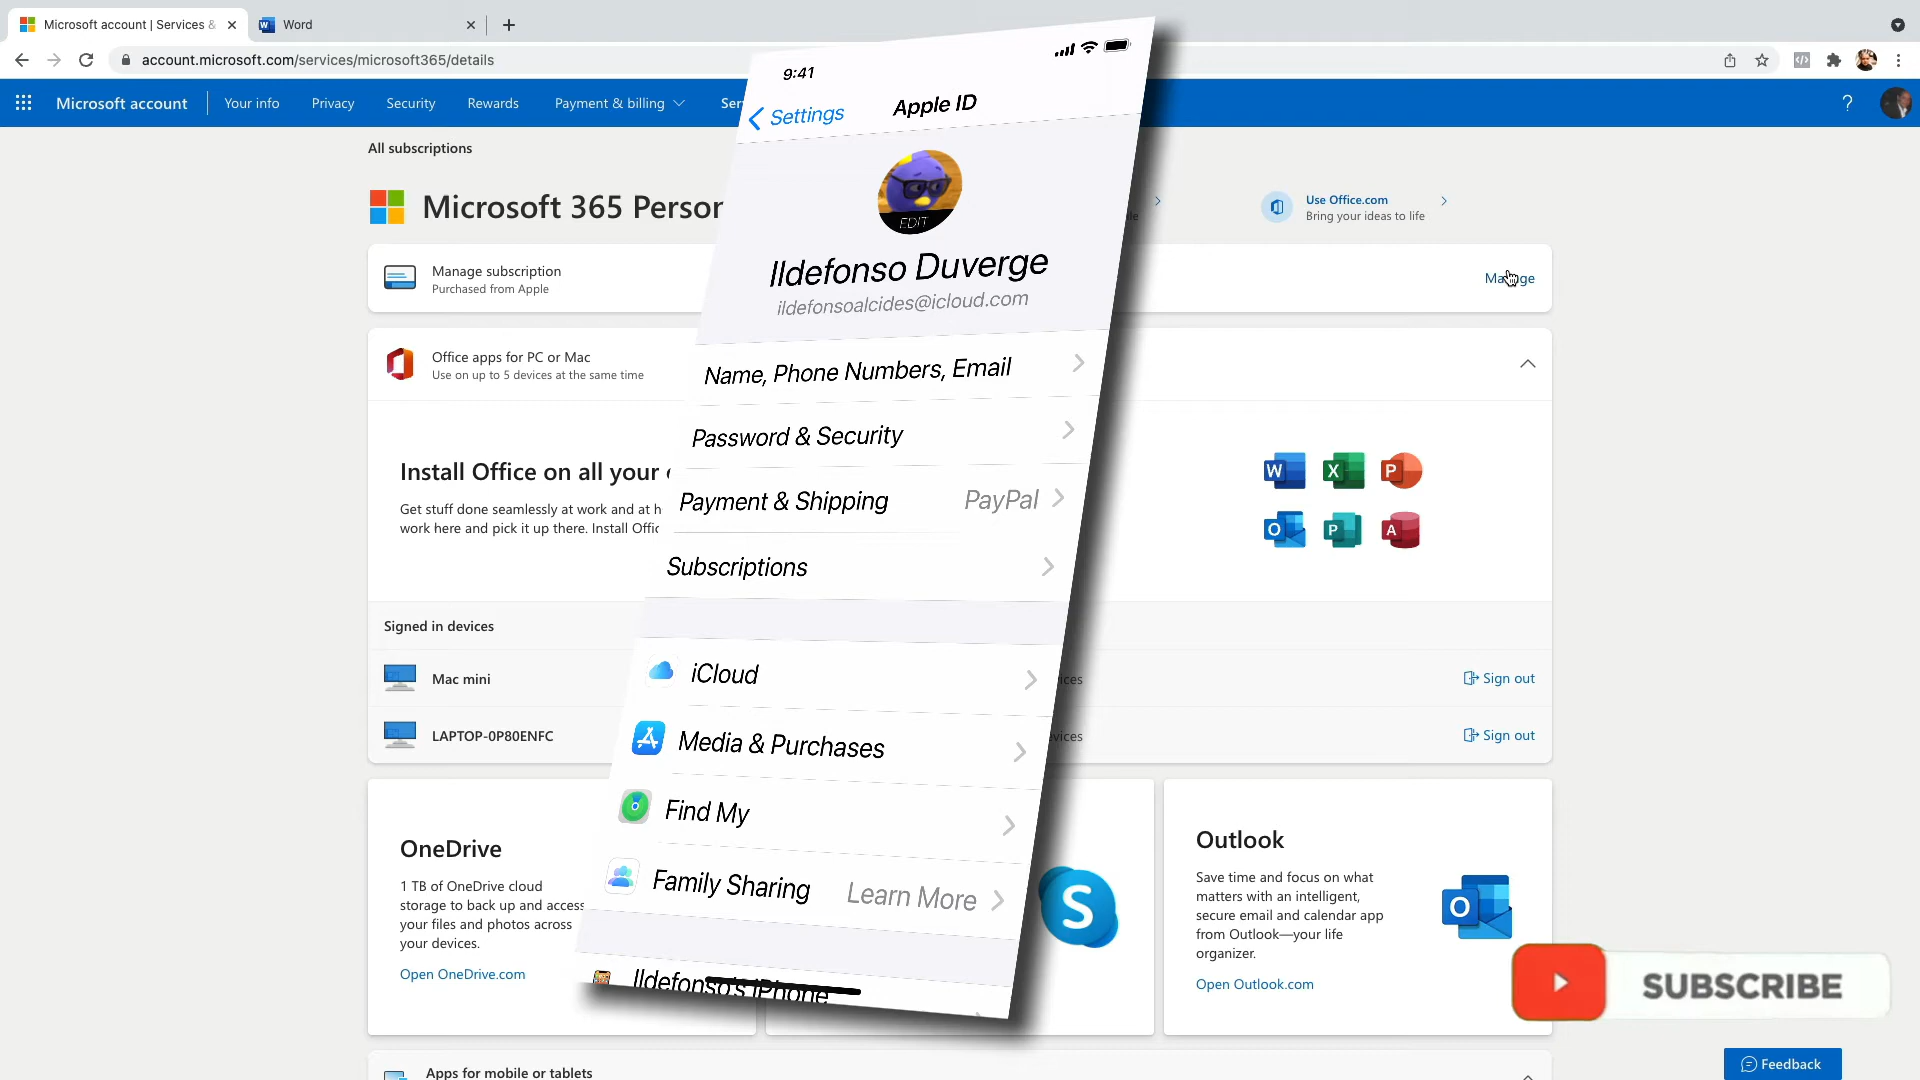 Microsoft account | Services &
Word
account.microsoft.com/services/microsoft365/details
Microsoft account
Your info
Privacy
Security
Rewards
Payment & billing
Ser
?
All subscriptions
Microsoft 365 Person
Use Office.com
Bring your ideas to life
Manage subscription
Purchased from Apple
Manage
Office apps for PC or Mac
Use on up to 5 devices at the same time
Install Office on all your
Get stuff done seamlessly at work and at h
work here and pick it up there. Install Offic
W X P
O P A
Signed in devices
Mac mini
ices
Sign out
LAPTOP-0P80ENFC
vices
Sign out
OneDrive
1 TB of OneDrive cloud
storage to back up and access
your files and photos across
your devices.
Open OneDrive.com
S
Outlook
Save time and focus on what
matters with an intelligent,
secure email and calendar app
from Outlook—your life
organizer.
Open Outlook.com
O
Apps for mobile or tablets
Feedback
9:41
Settings
Apple ID
EDIT
Ildefonso Duverge
ildefonsoalcides@icloud.com
Name, Phone Numbers, Email
Password & Security
Payment & Shipping
PayPal
Subscriptions
iCloud
Media & Purchases
Find My
Family Sharing
Learn More
Ildefonso's iPhone
SUBSCRIBE